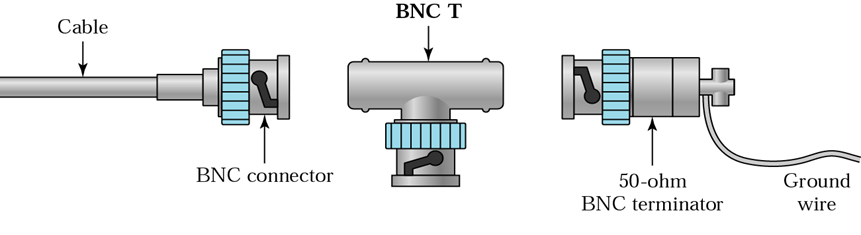 Cable
BNC T
BNC connector
50-ohm
BNC terminator
Ground
wire